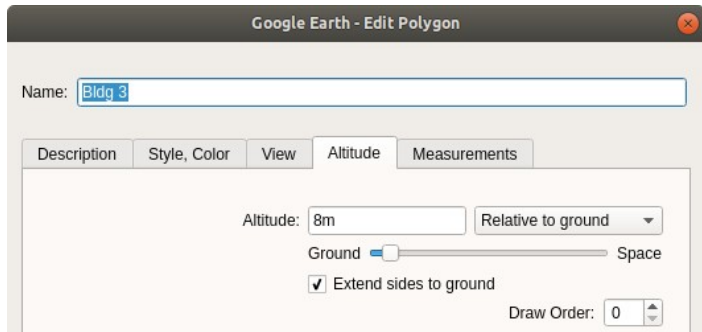 Google Earth - Edit Polygon
Name: Bldg 3
Description Style, Color View Altitude Measurements
Altitude: 8m Relative to ground
Ground Space
Extend sides to ground
Draw Order: 0